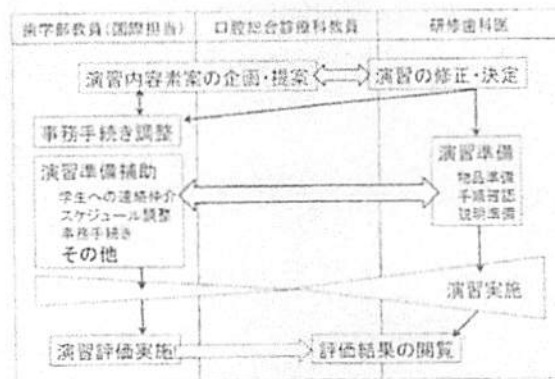 歯学部教員(国際担当) 口腔総合診療科教員 研修歯科医
演習内容素案の企画・提案 演習の修正・決定
事務手続き調整
演習準備補助
学生への連絡仲介
スケジュール調整
事務手続き
その他
演習準備
物品準備
手順確認
説明準備
演習実施
演習評価実施 評価結果の閲覧